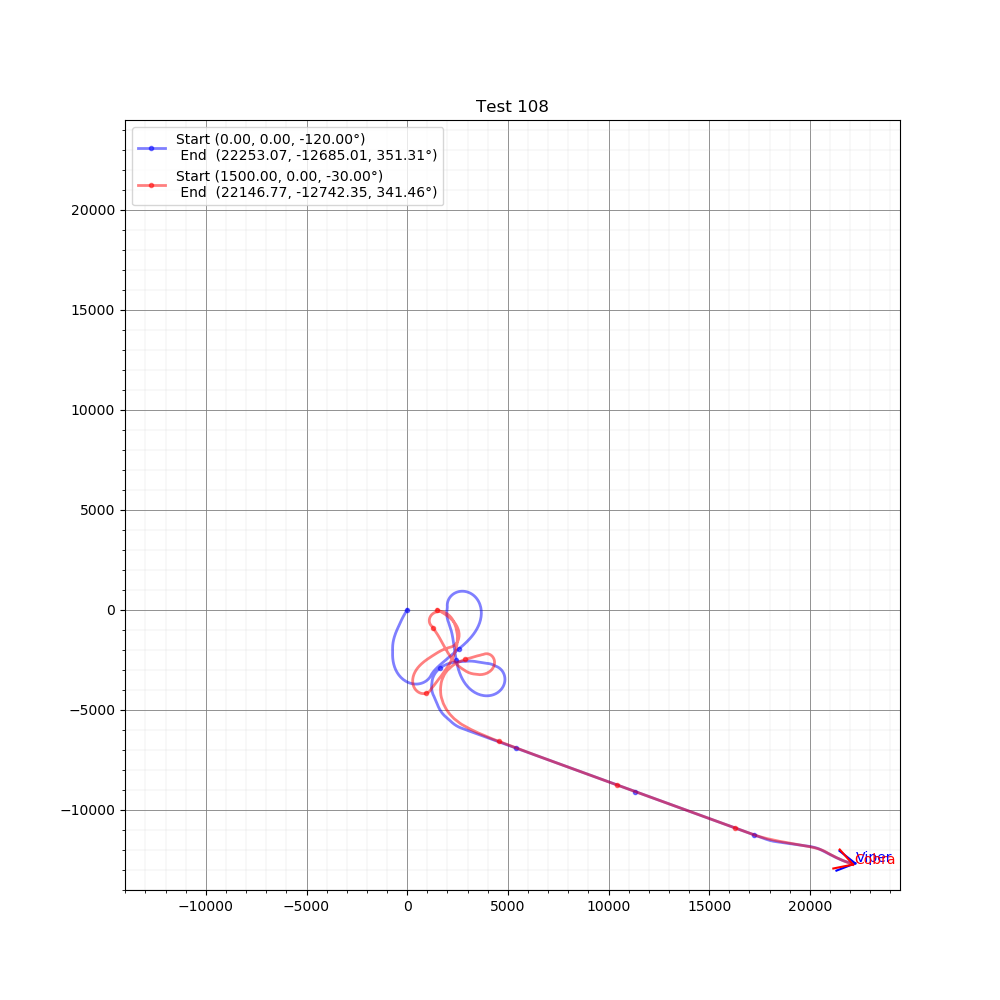 Test 108
Start (0.00, 0.00, -120.00°)
End (22253.07, -12685.01, 351.31°)
Start (1500.00, 0.00, -30.00°)
End (22146.77, -12742.35, 341.46°)
20000
15000
10000
5000
0
−5000
−10000
Viper
Cobra
−10000 −5000 0 5000 10000 15000 20000